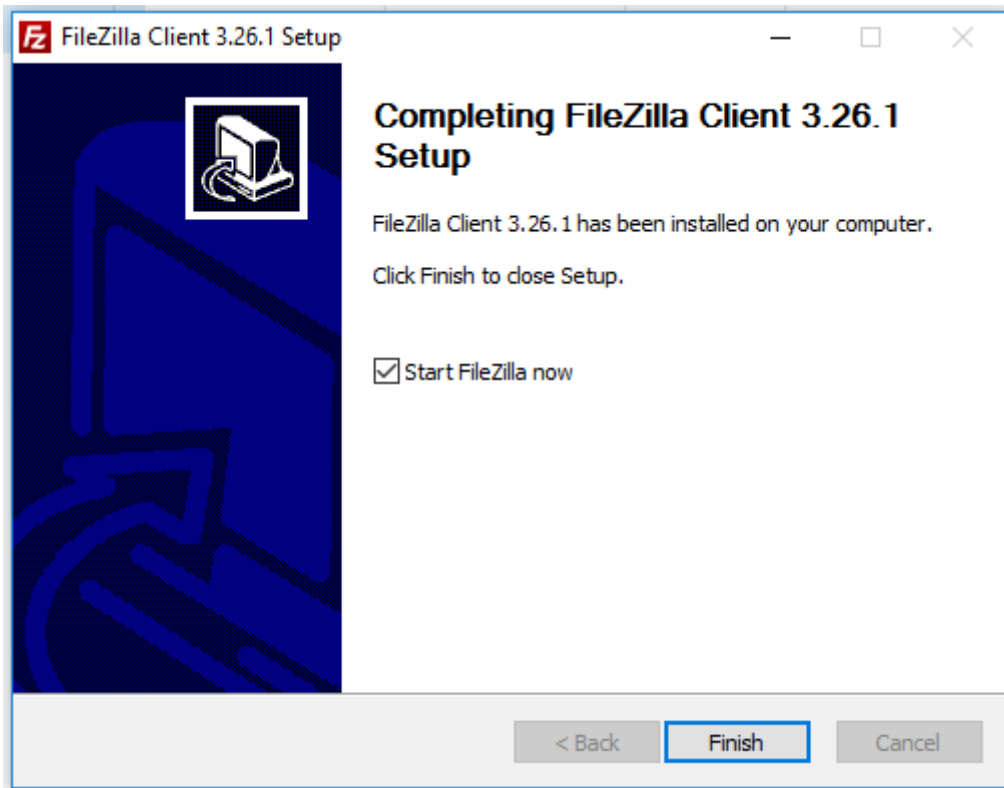 FileZilla Client 3.26.1 Setup
Completing FileZilla Client 3.26.1
Setup
FileZilla Client 3.26.1 has been installed on your computer.
Click Finish to close Setup.
Start FileZilla now
< Back
Finish
Cancel